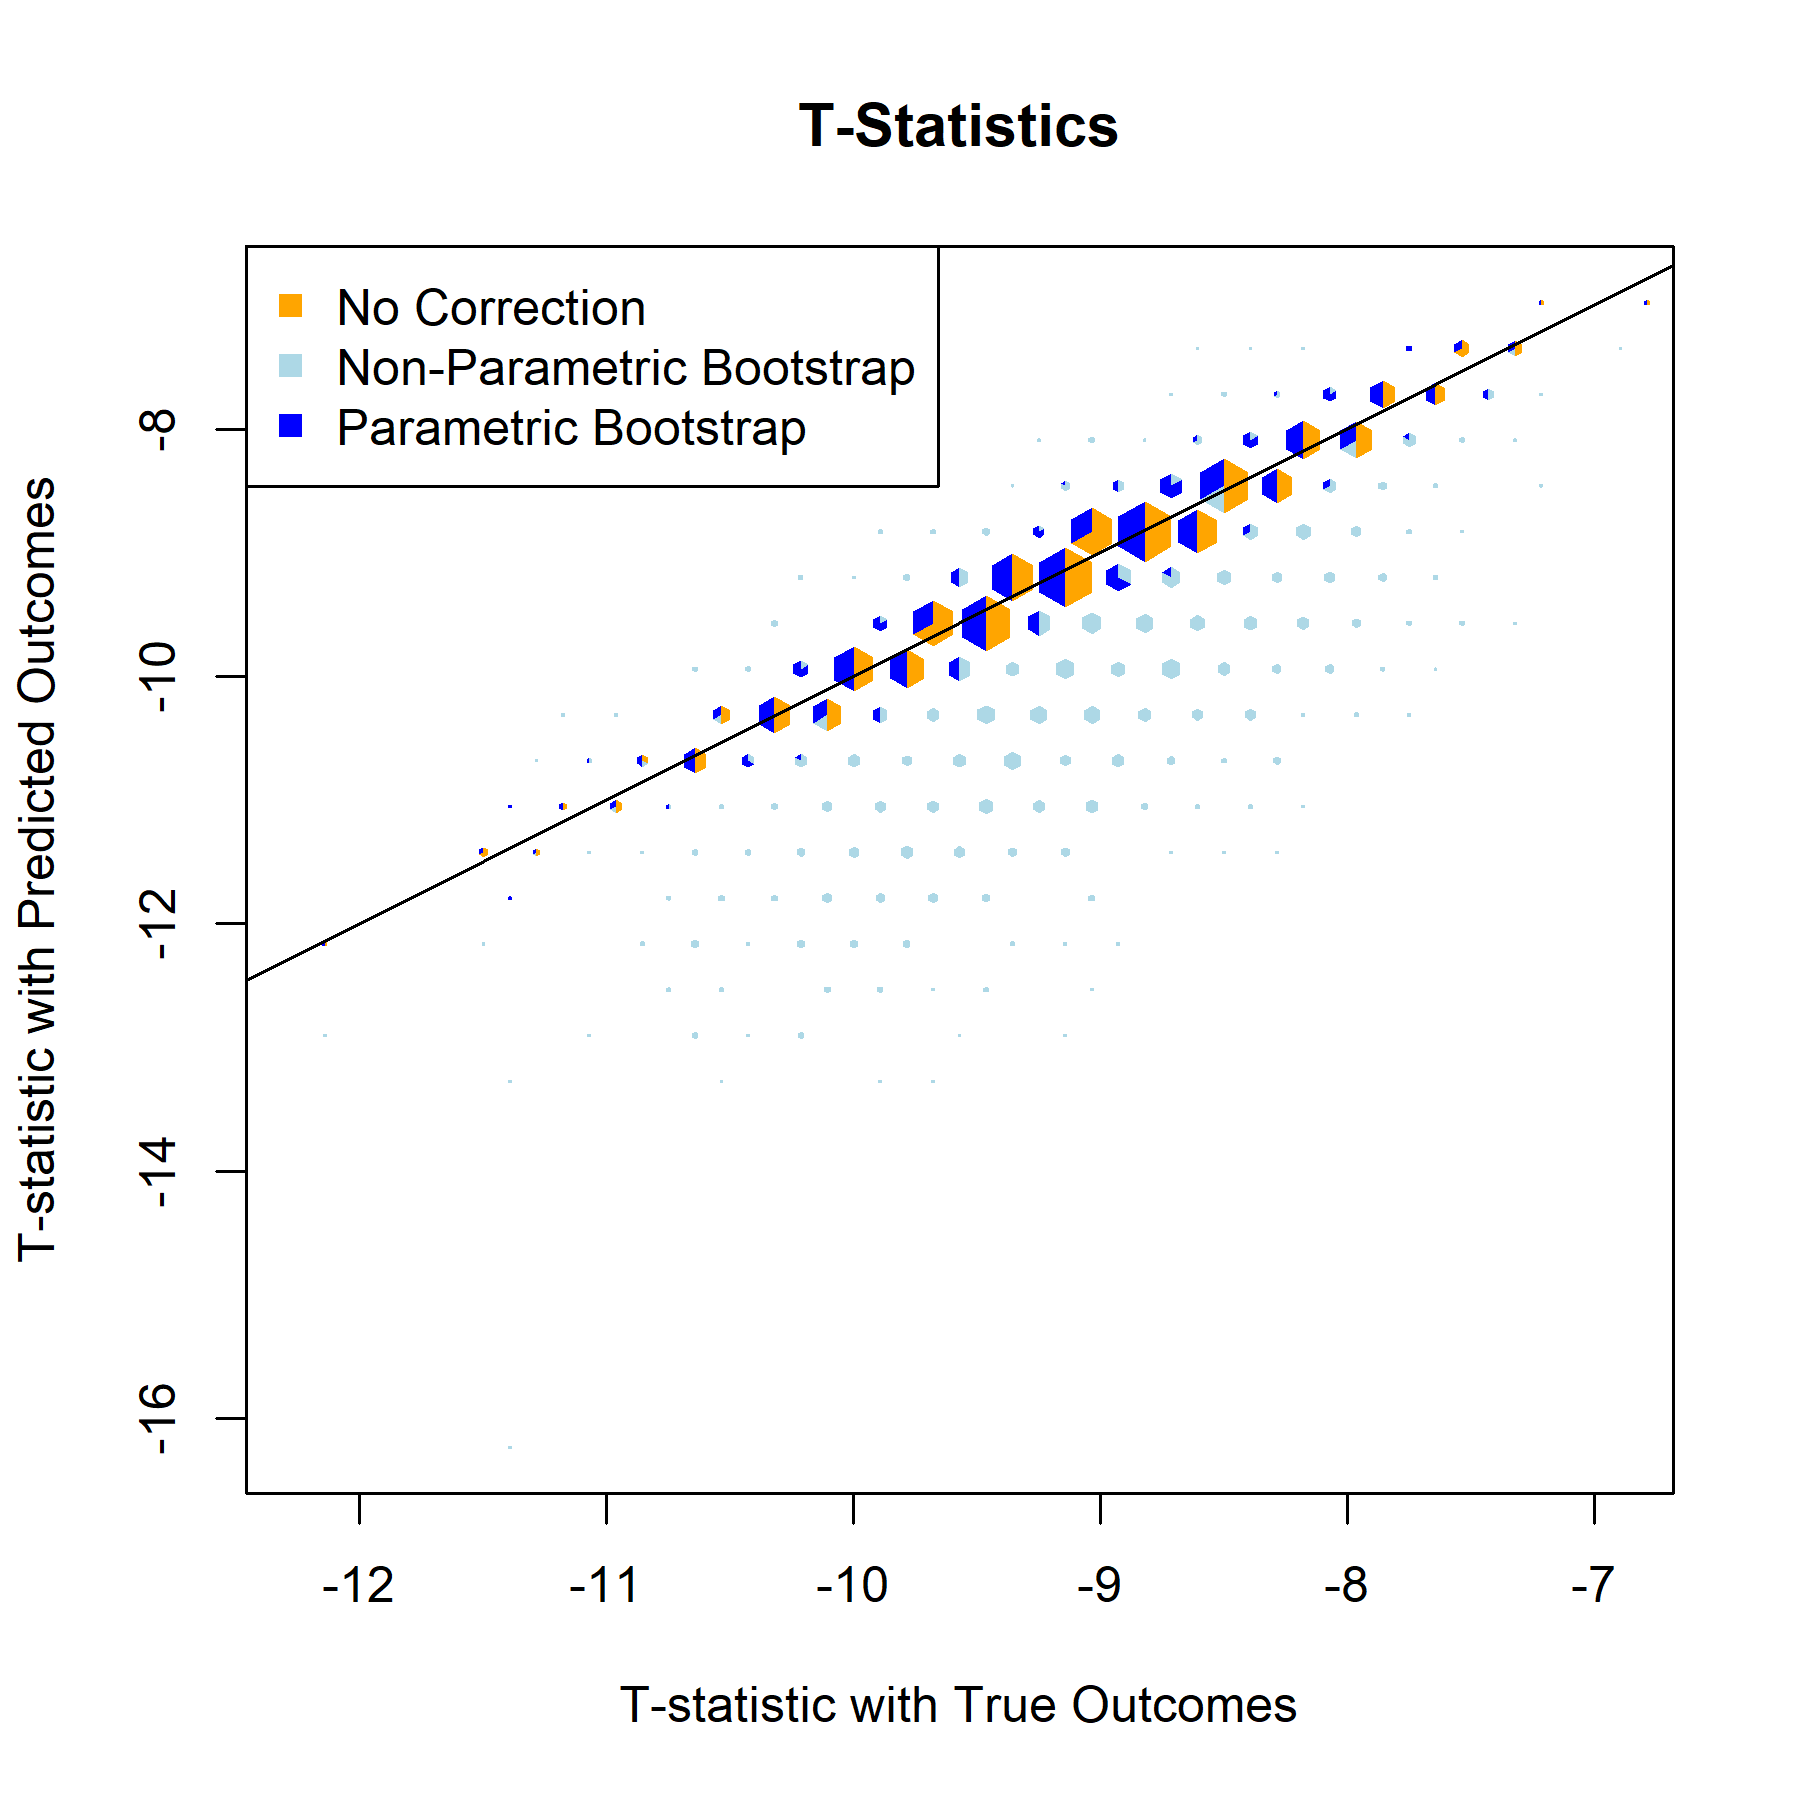 T-Statistics
No Correction
Non-Parametric Bootstrap
Parametric Bootstrap
T-statistic with Predicted Outcomes
-8
-10
-12
-14
-16
-12
-11
-10
-9
-8
-7
T-statistic with True Outcomes